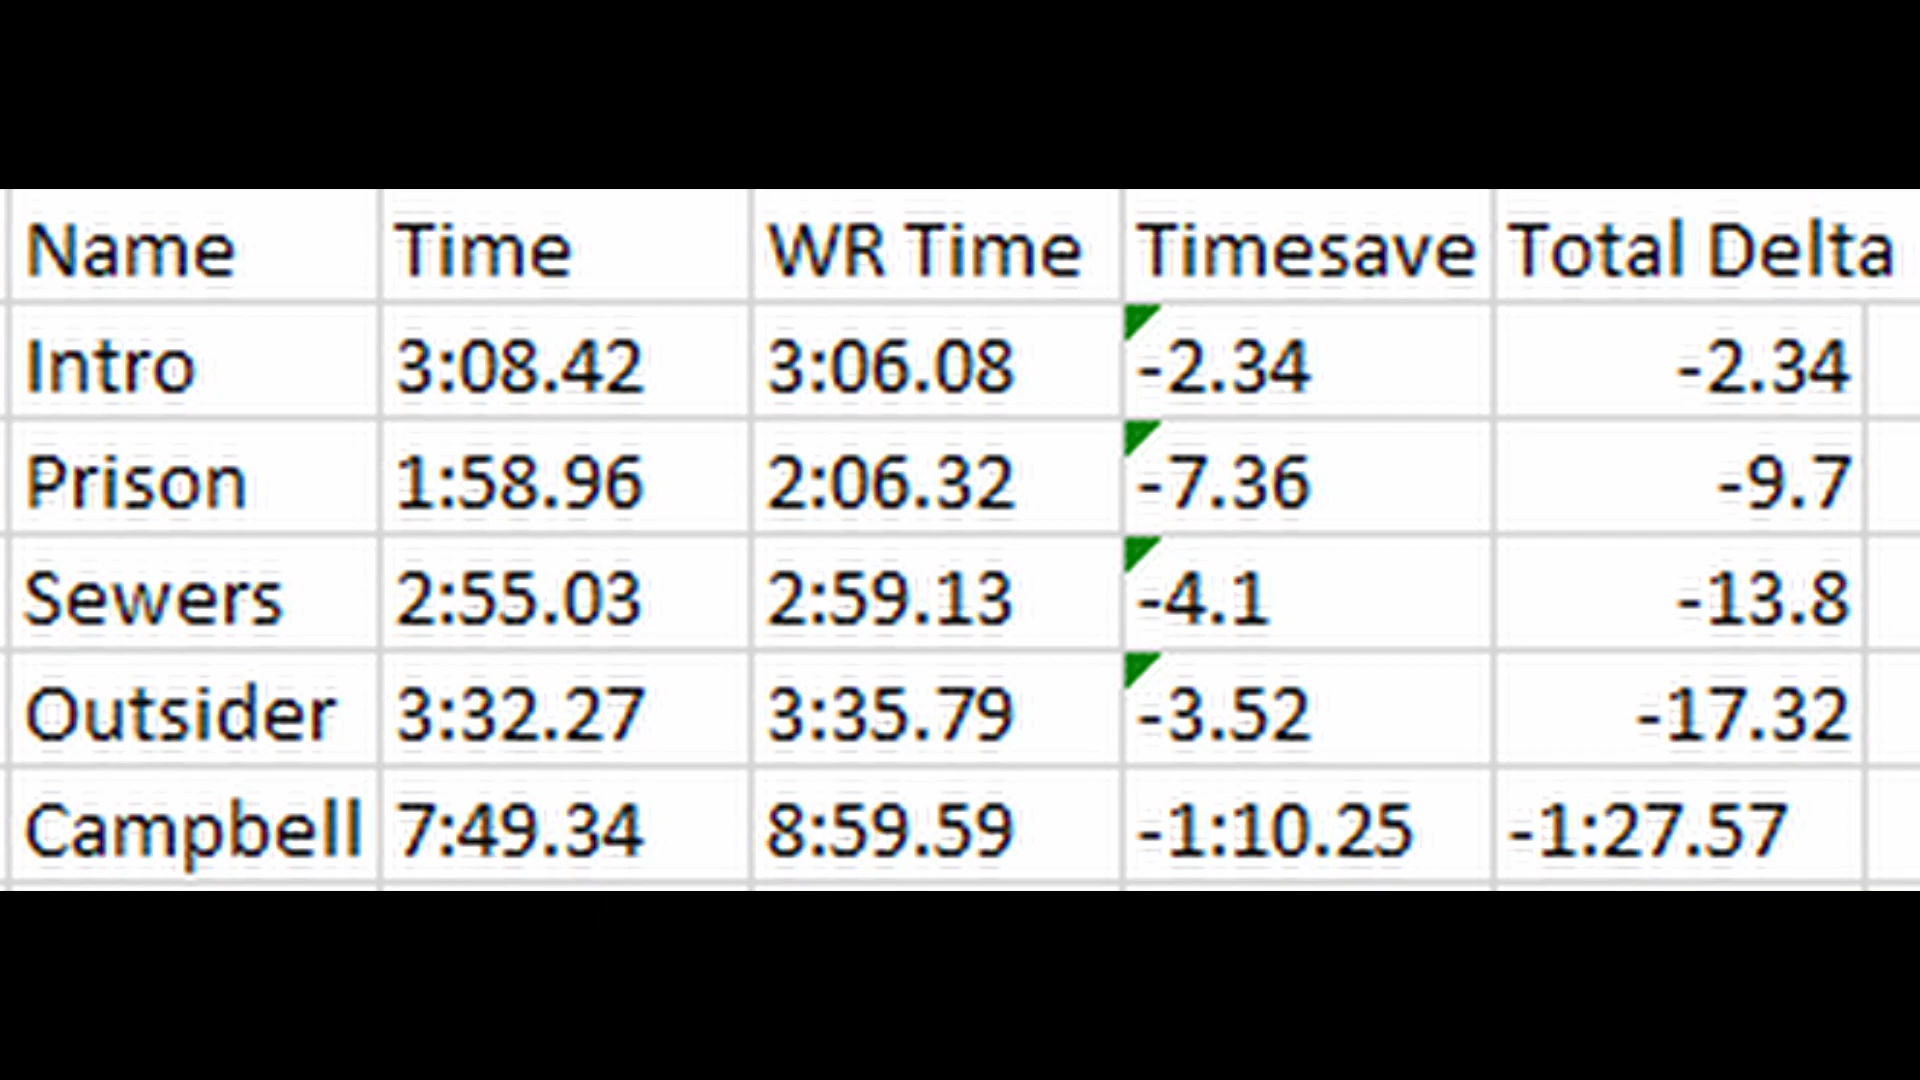 Name Time WR Time Timesave Total Delta
Intro 3:08.42 3:06.08 -2.34 -2.34
Prison 1:58.96 2:06.32 -7.36 -9.7
Sewers 2:55.03 2:59.13 -4.1 -13.8
Outsider 3:32.27 3:35.79 -3.52 -17.32
Campbell 7:49.34 8:59.59 -1:10.25 -1:27.57